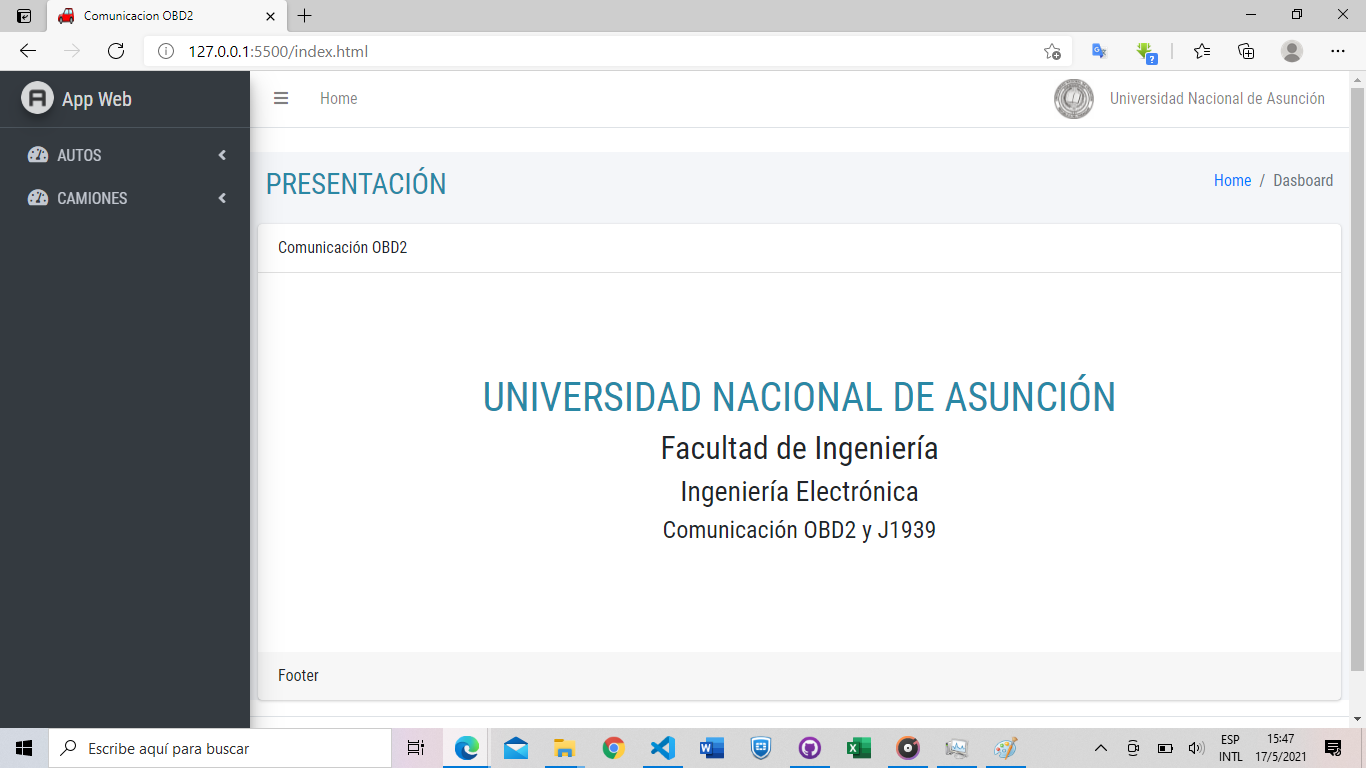 Comunicacion OBD2
127.0.0.1:5500/index.html
App Web
Home
Universidad Nacional de Asunción
AUTOS
CAMIONES
PRESENTACIÓN
Home / Dasboard
Comunicación OBD2
UNIVERSIDAD NACIONAL DE ASUNCIÓN
Facultad de Ingeniería
Ingeniería Electrónica
Comunicación OBD2 y J1939
Footer
Escribe aquí para buscar
ESP
INTL
15:47
17/5/2021